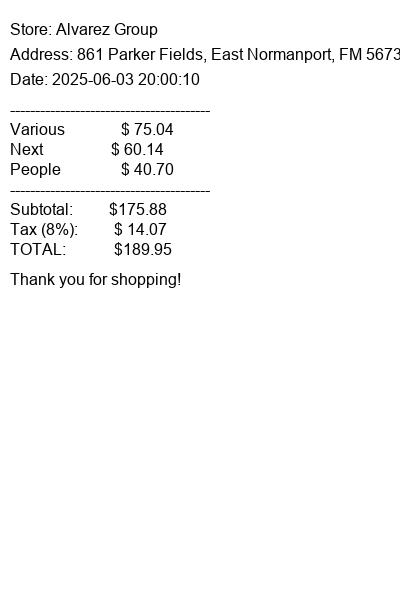 Store: Alvarez Group
Address: 861 Parker Fields, East Normanport, FM 5673
Date: 2025-06-03 20:00:10
----------------------------------------
Various $ 75.04
Next $ 60.14
People $ 40.70
----------------------------------------
Subtotal: $175.88
Tax (8%): $ 14.07
TOTAL: $189.95
Thank you for shopping!